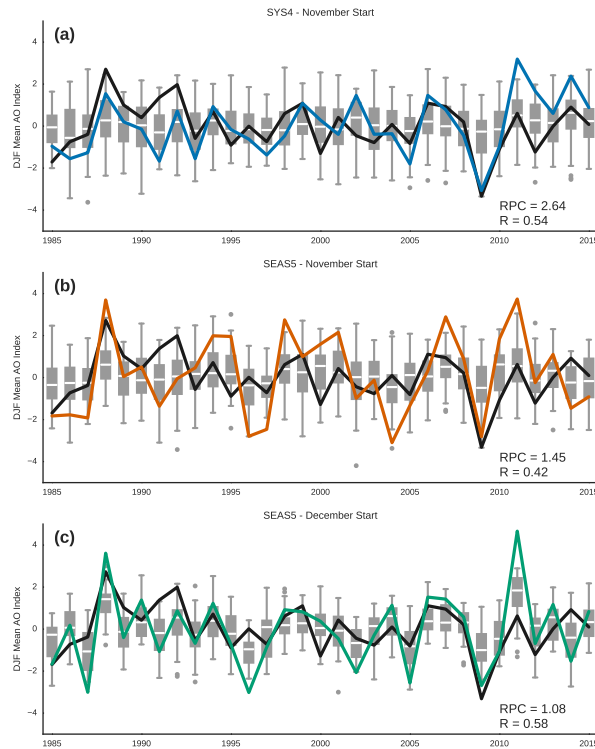 SYS4 - November Start
(a)
4
2
0
−2
−4
DJF Mean AO Index
RPC = 2.64
R = 0.54
1985 1990 1995 2000 2005 2010 2015
SEAS5 - November Start
(b)
4
2
0
−2
−4
DJF Mean AO Index
RPC = 1.45
R = 0.42
1985 1990 1995 2000 2005 2010 2015
SEAS5 - December Start
(c)
4
2
0
−2
−4
DJF Mean AO Index
RPC = 1.08
R = 0.58
1985 1990 1995 2000 2005 2010 2015